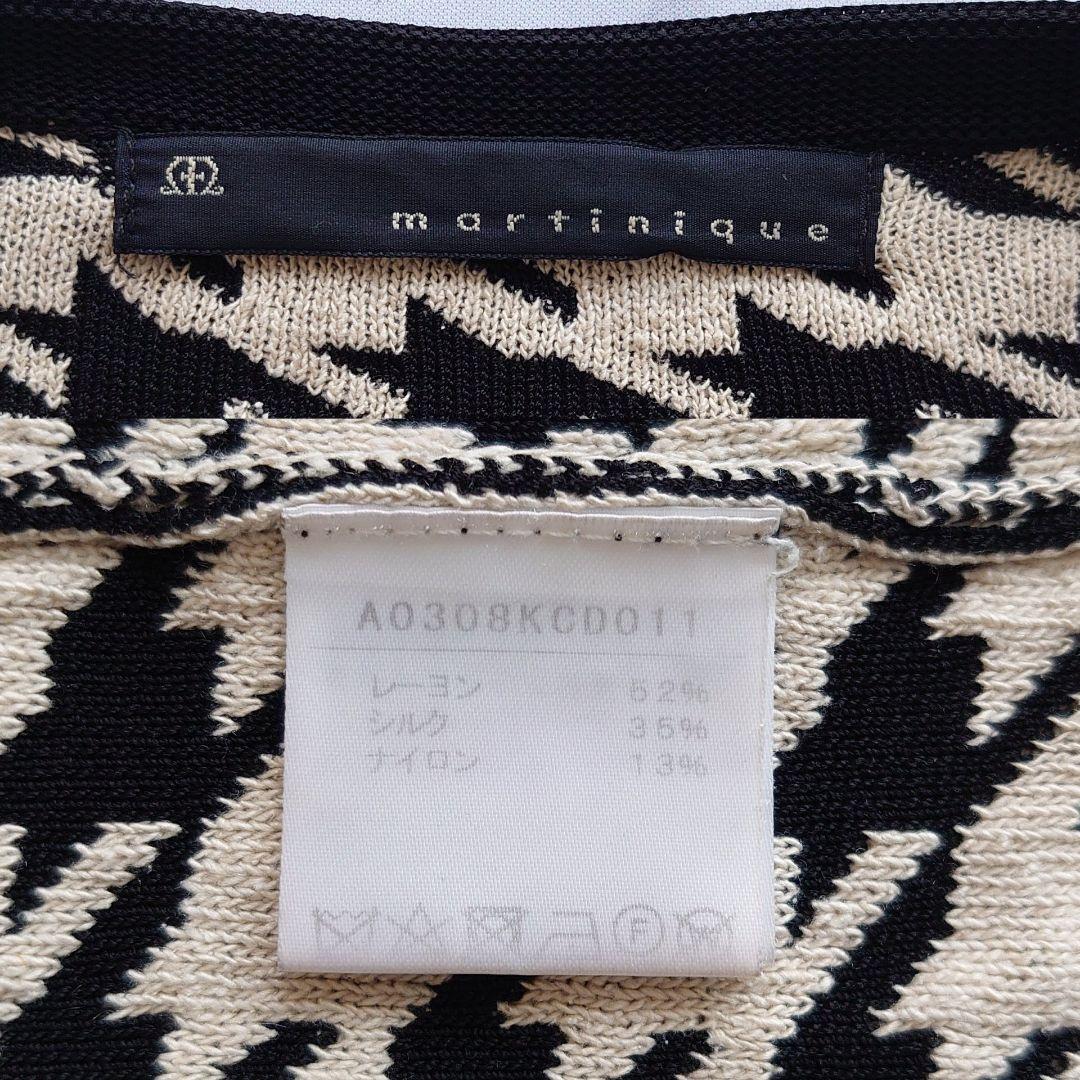 martinique
A0308KCD011
レーヨン 52%
シルク 35%
ナイロン 13%
F